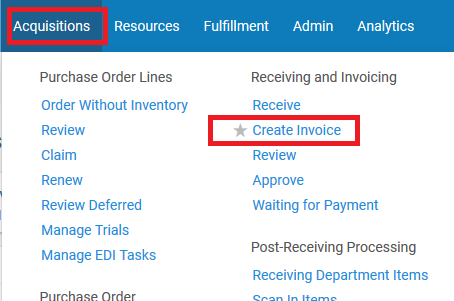 Acquisitions Resources Fulfillment Admin Analytics
Purchase Order Lines
Order Without Inventory
Review
Claim
Renew
Review Deferred
Manage Trials
Manage EDI Tasks
Purchase Order
Receiving and Invoicing
Receive
Create Invoice
Review
Approve
Waiting for Payment
Post-Receiving Processing
Receiving Department Items
Scan In Items